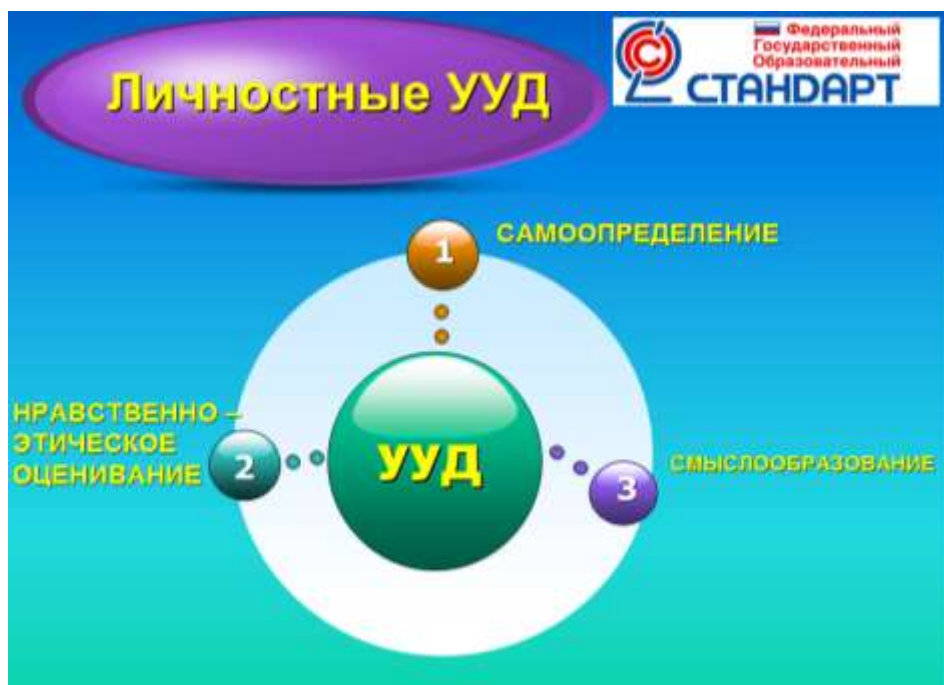 Личностные УУД
Федеральный
Государственный
Образовательный
СТАНДАРТ
1
САМООПРЕДЕЛЕНИЕ
НРАВСТВЕННО –
ЭТИЧЕСКОЕ
ОЦЕНИВАНИЕ
2
УУД
3
СМЫСЛООБРАЗОВАНИЕ